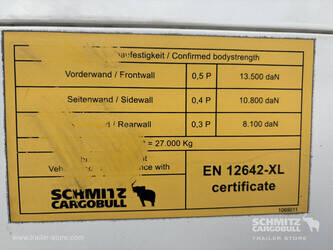 ufestigkeit / Confirmed bodystrength
Vorderwand / Frontwall 0,5 P 13.500 daN
Seitenwand / Sidewall 0,4 P 10.800 daN
/ Rearwall 0,3 P 8.100 daN
= 27.000 Kg
with
EN 12642-XL
certificate
SCHMITZ
CARGOBULL
SCHMITZ
CARGOBULL
TRAILER STORE
www.trailer-store.com